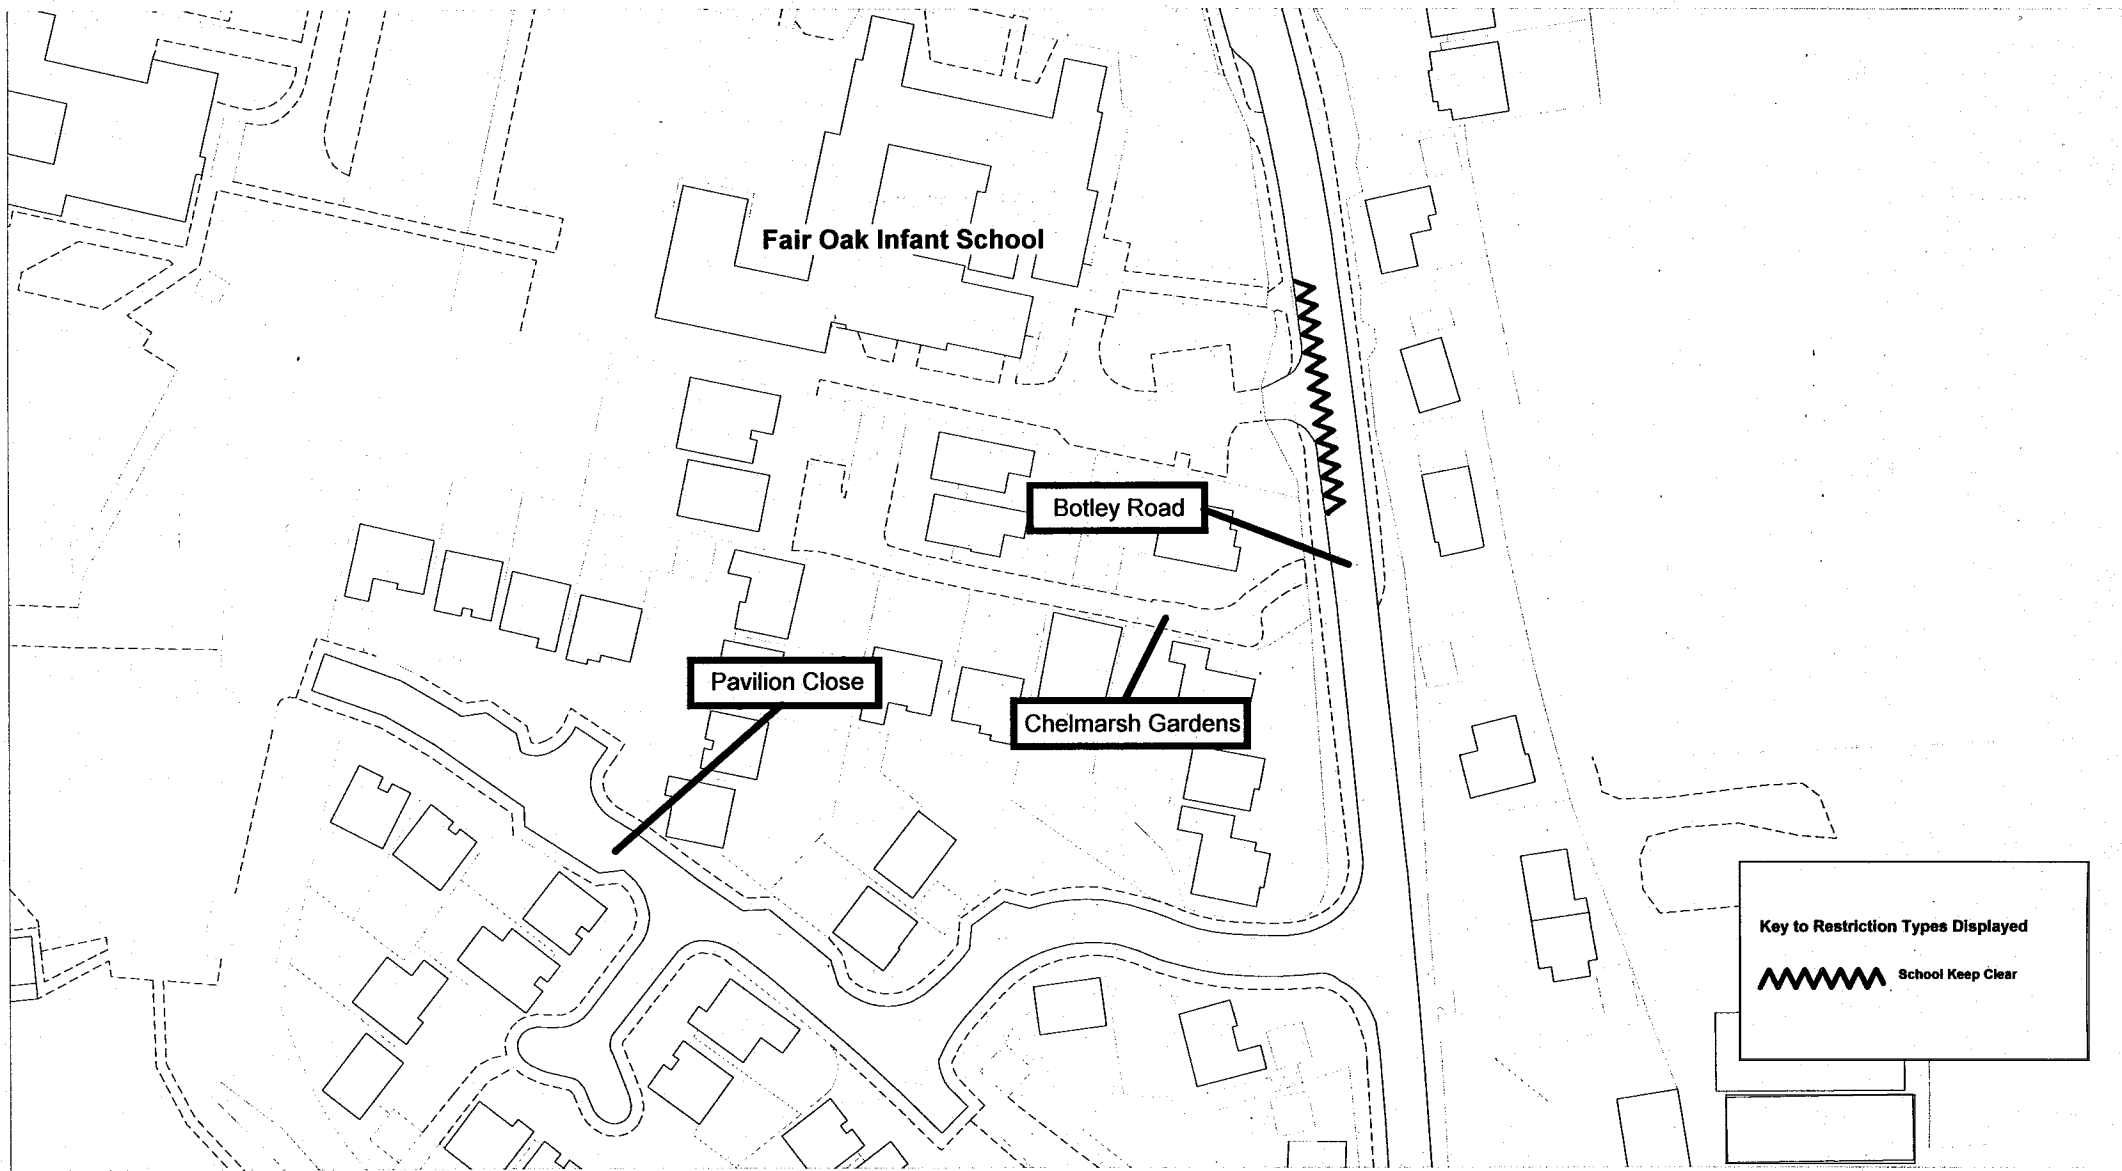 Fair Oak Infant School
Botley Road
Pavilion Close
Chelmarsh Gardens
Key to Restriction Types Displayed
School Keep Clear